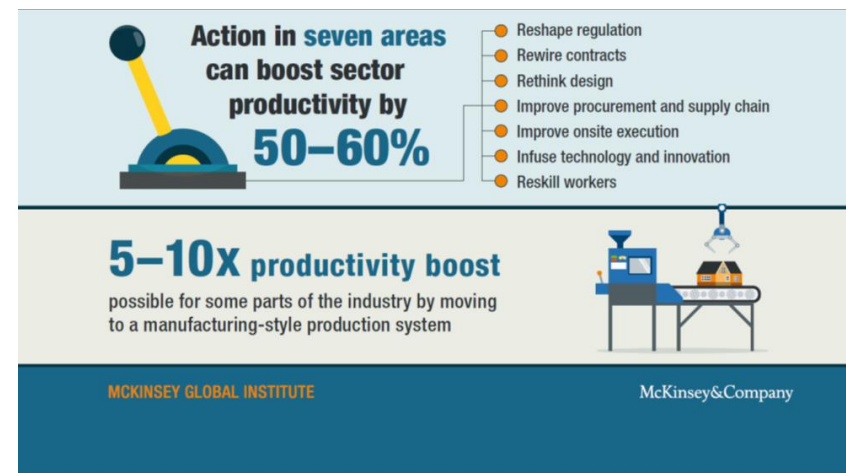 Action in seven areas
can boost sector
productivity by
50–60%
Reshape regulation
Rewire contracts
Rethink design
Improve procurement and supply chain
Improve onsite execution
Infuse technology and innovation
Reskill workers
5–10x productivity boost
possible for some parts of the industry by moving
to a manufacturing-style production system
MCKINSEY GLOBAL INSTITUTE
McKinsey&Company